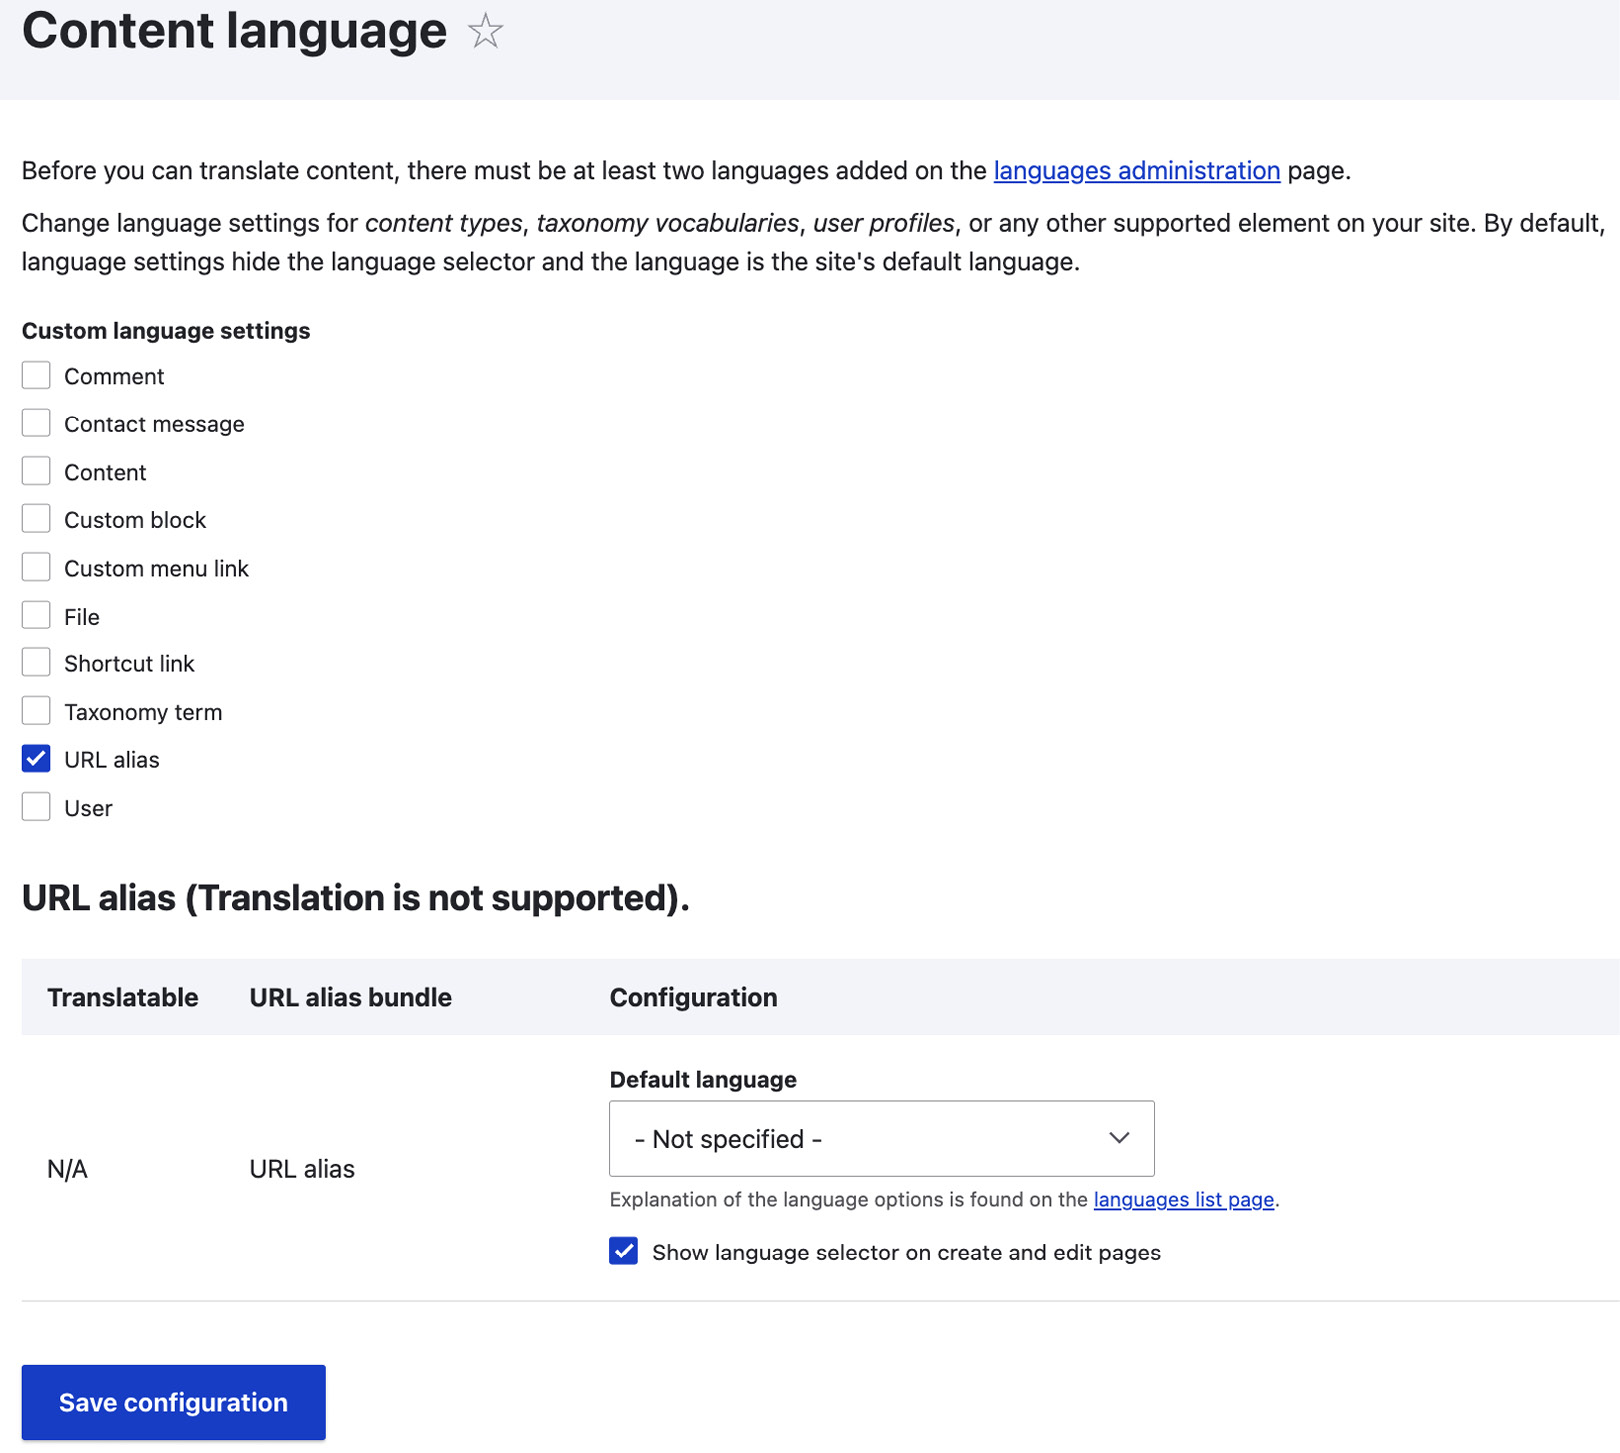 Content language
Before you can translate content, there must be at least two languages added on the languages administration page.
Change language settings for content types, taxonomy vocabularies, user profiles, or any other supported element on your site. By default,
language settings hide the language selector and the language is the site's default language.
Custom language settings
Comment
Contact message
Content
Custom block
Custom menu link
File
Shortcut link
Taxonomy term
URL alias
User
URL alias (Translation is not supported).
Translatable URL alias bundle Configuration
Default language
- Not specified -
N/A URL alias
Explanation of the language options is found on the languages list page.
Show language selector on create and edit pages
Save configuration